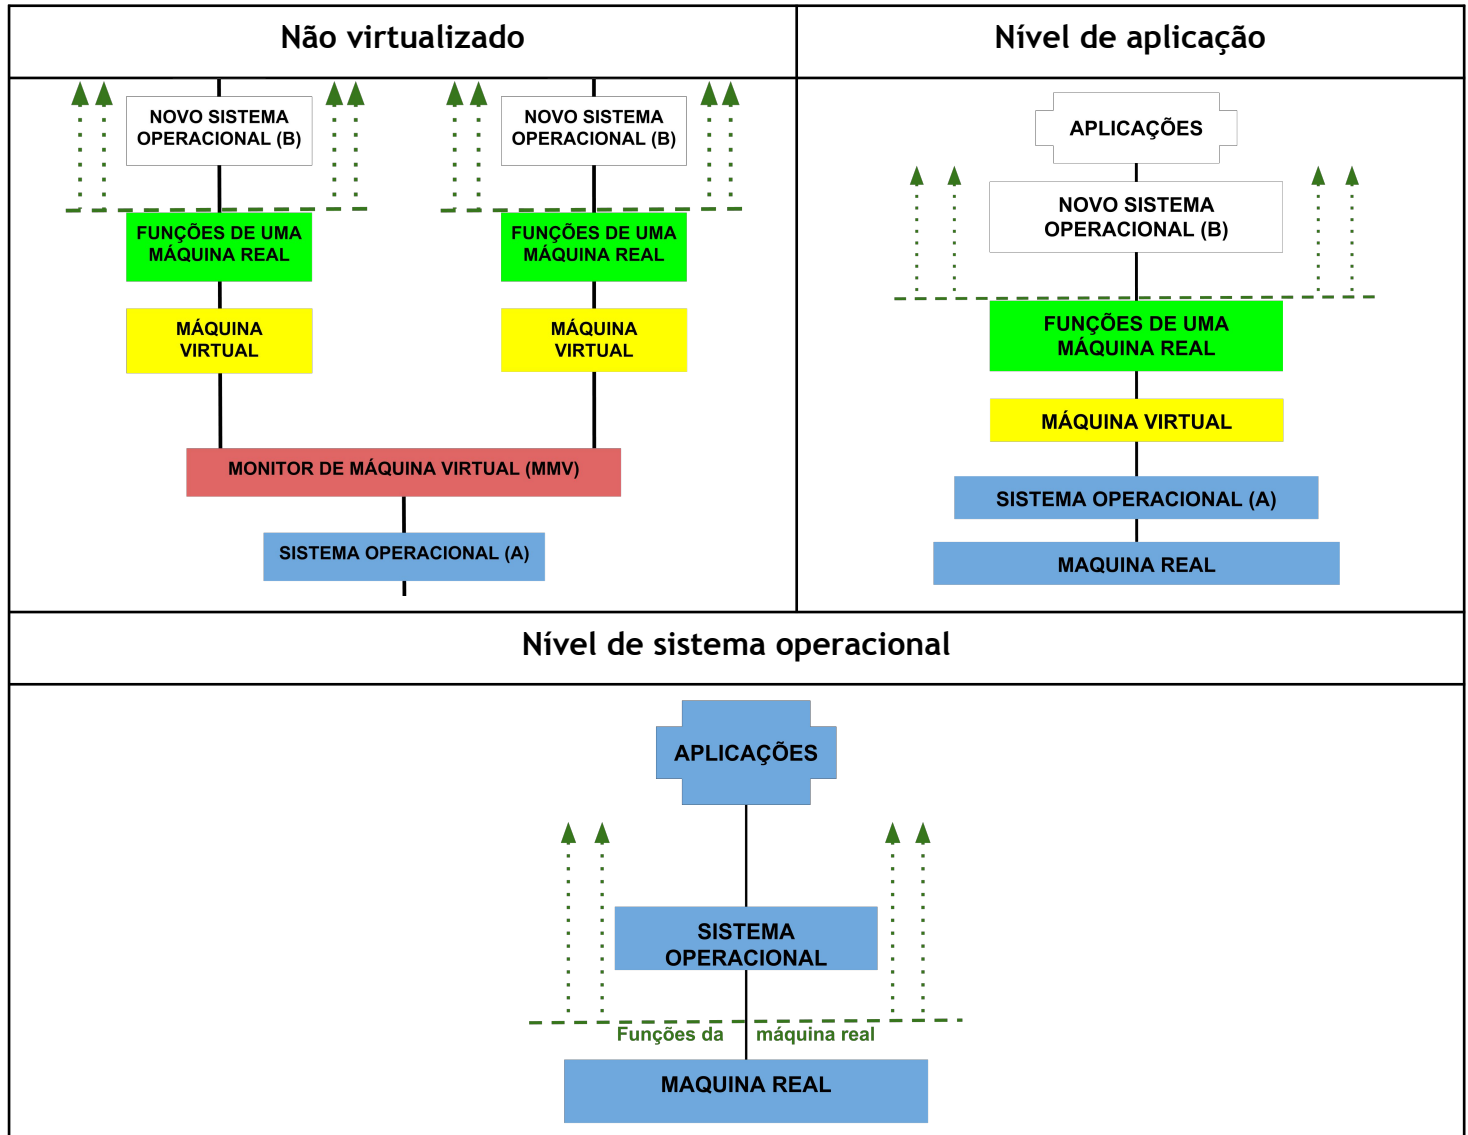 Não virtualizado
Nível de aplicação
NOVO SISTEMA
OPERACIONAL (B)
FUNÇÕES DE UMA
MÁQUINA REAL
MÁQUINA
VIRTUAL
NOVO SISTEMA
OPERACIONAL (B)
FUNÇÕES DE UMA
MÁQUINA REAL
MÁQUINA
VIRTUAL
MONITOR DE MÁQUINA VIRTUAL (MMV)
SISTEMA OPERACIONAL (A)
APLICAÇÕES
NOVO SISTEMA
OPERACIONAL (B)
FUNÇÕES DE UMA
MÁQUINA REAL
MÁQUINA VIRTUAL
SISTEMA OPERACIONAL (A)
MAQUINA REAL
Nível de sistema operacional
APLICAÇÕES
SISTEMA
OPERACIONAL
Funções da máquina real
MAQUINA REAL